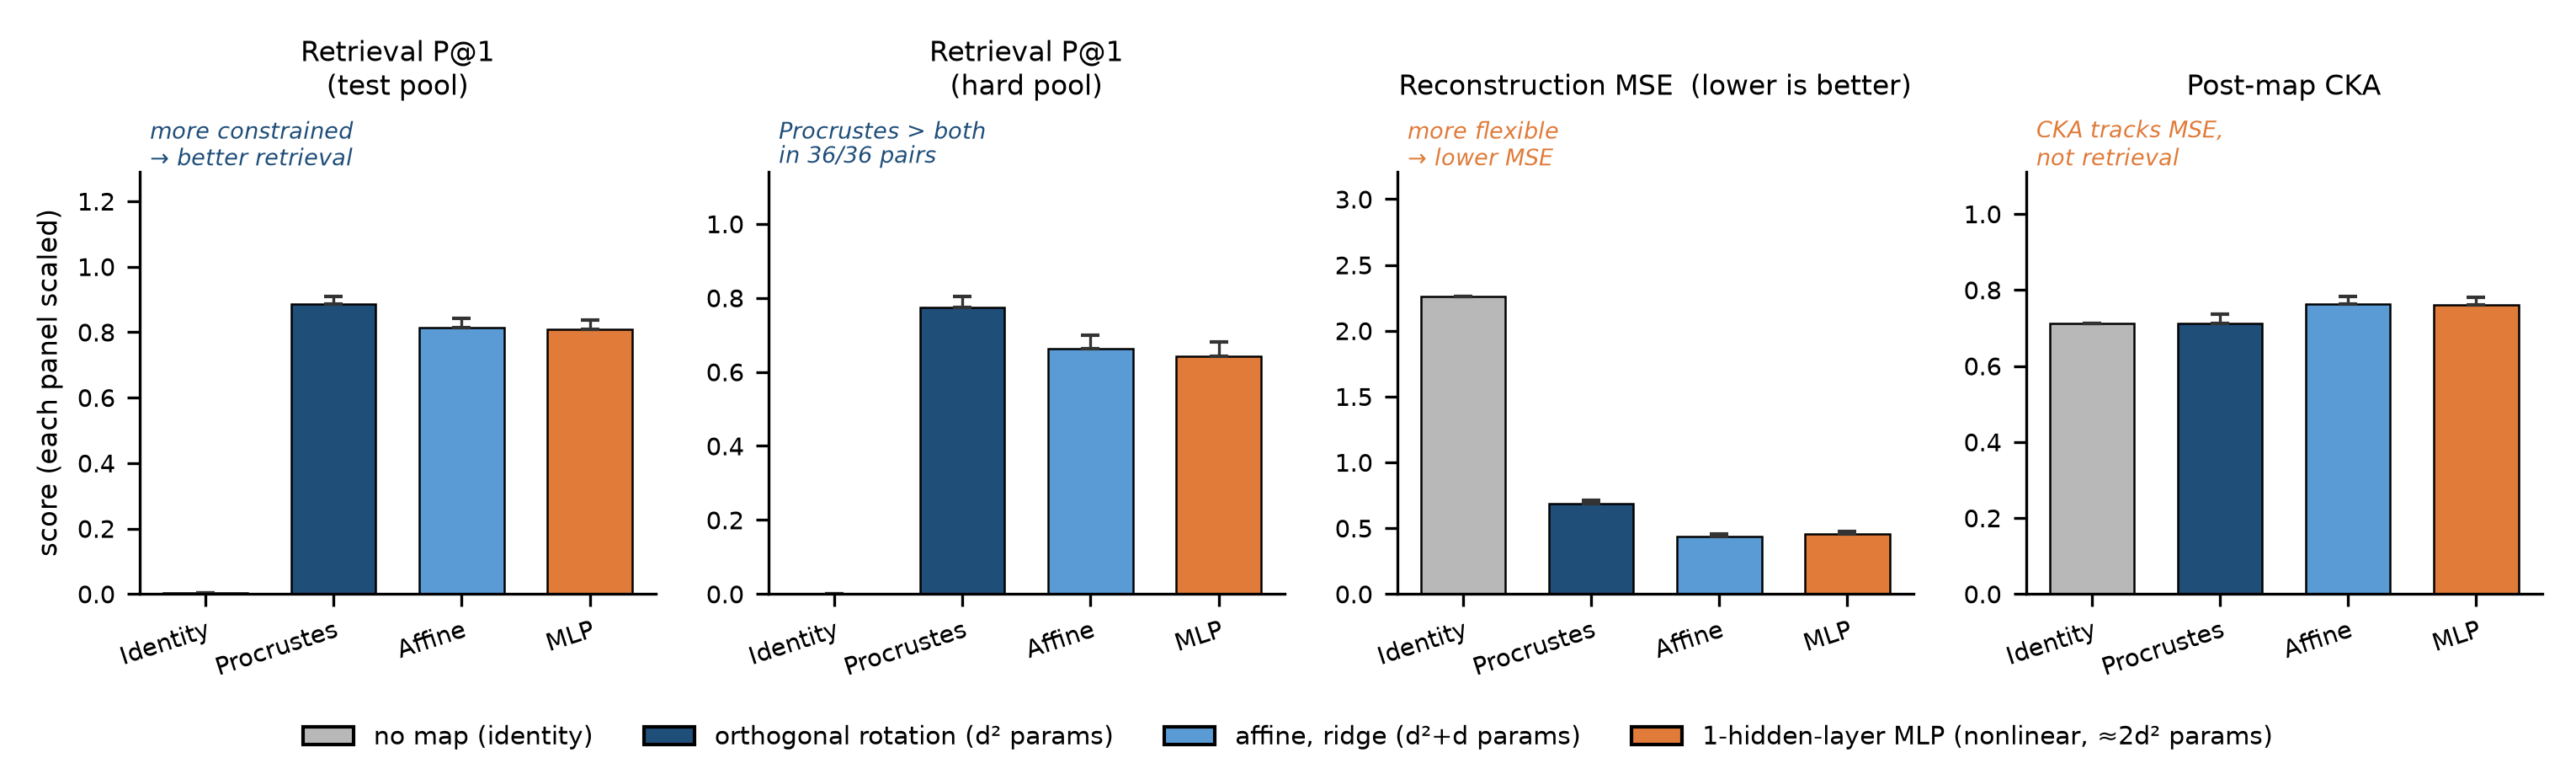 Retrieval P@1
(test pool)
more constrained
→ better retrieval
score (each panel scaled)
1.2
1.0
0.8
0.6
0.4
0.2
0.0
Identity
Procrustes
Affine
MLP
Retrieval P@1
(hard pool)
Procrustes > both
in 36/36 pairs
1.0
0.8
0.6
0.4
0.2
0.0
Identity
Procrustes
Affine
MLP
Reconstruction MSE (lower is better)
more flexible
→ lower MSE
3.0
2.5
2.0
1.5
1.0
0.5
0.0
Identity
Procrustes
Affine
MLP
Post-map CKA
CKA tracks MSE,
not retrieval
1.0
0.8
0.6
0.4
0.2
0.0
Identity
Procrustes
Affine
MLP
no map (identity)
orthogonal rotation (d² params)
affine, ridge (d²+d params)
1-hidden-layer MLP (nonlinear, ≈2d² params)